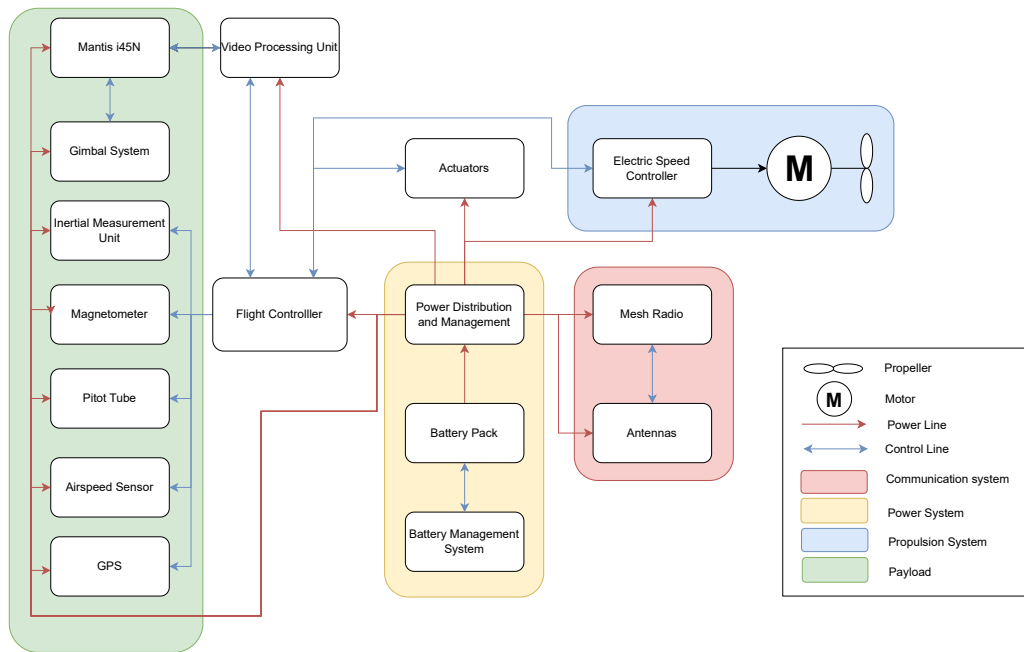 Mantis i45N
Video Processing Unit
Gimbal System
Actuators
Electric Speed
Controller
M
Inertial Measurement
Unit
Magnetometer
Flight Controlller
Power Distribution
and Management
Mesh Radio
Pitot Tube
Battery Pack
Antennas
Airspeed Sensor
Battery Management
System
GPS
Propeller
M
Motor
Power Line
Control Line
Communication system
Power System
Propulsion System
Payload